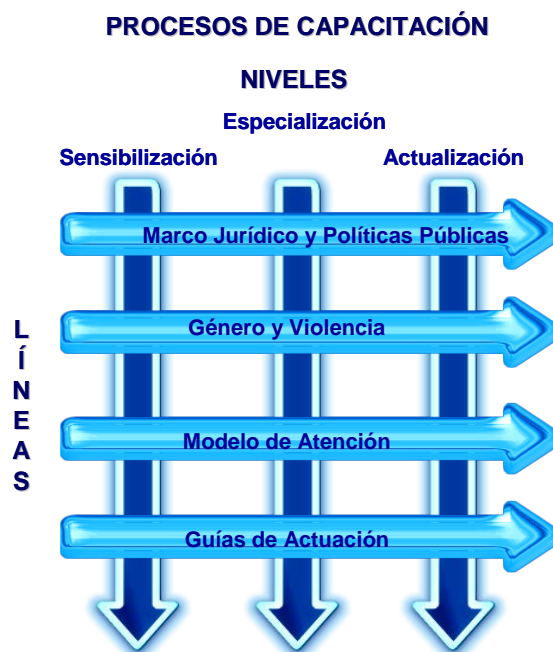 PROCESOS DE CAPACITACIÓN
NIVELES
Especialización
Sensibilización
Actualización
Marco Jurídico y Políticas Públicas
Género y Violencia
LÍNEAS
Modelo de Atención
Guías de Actuación